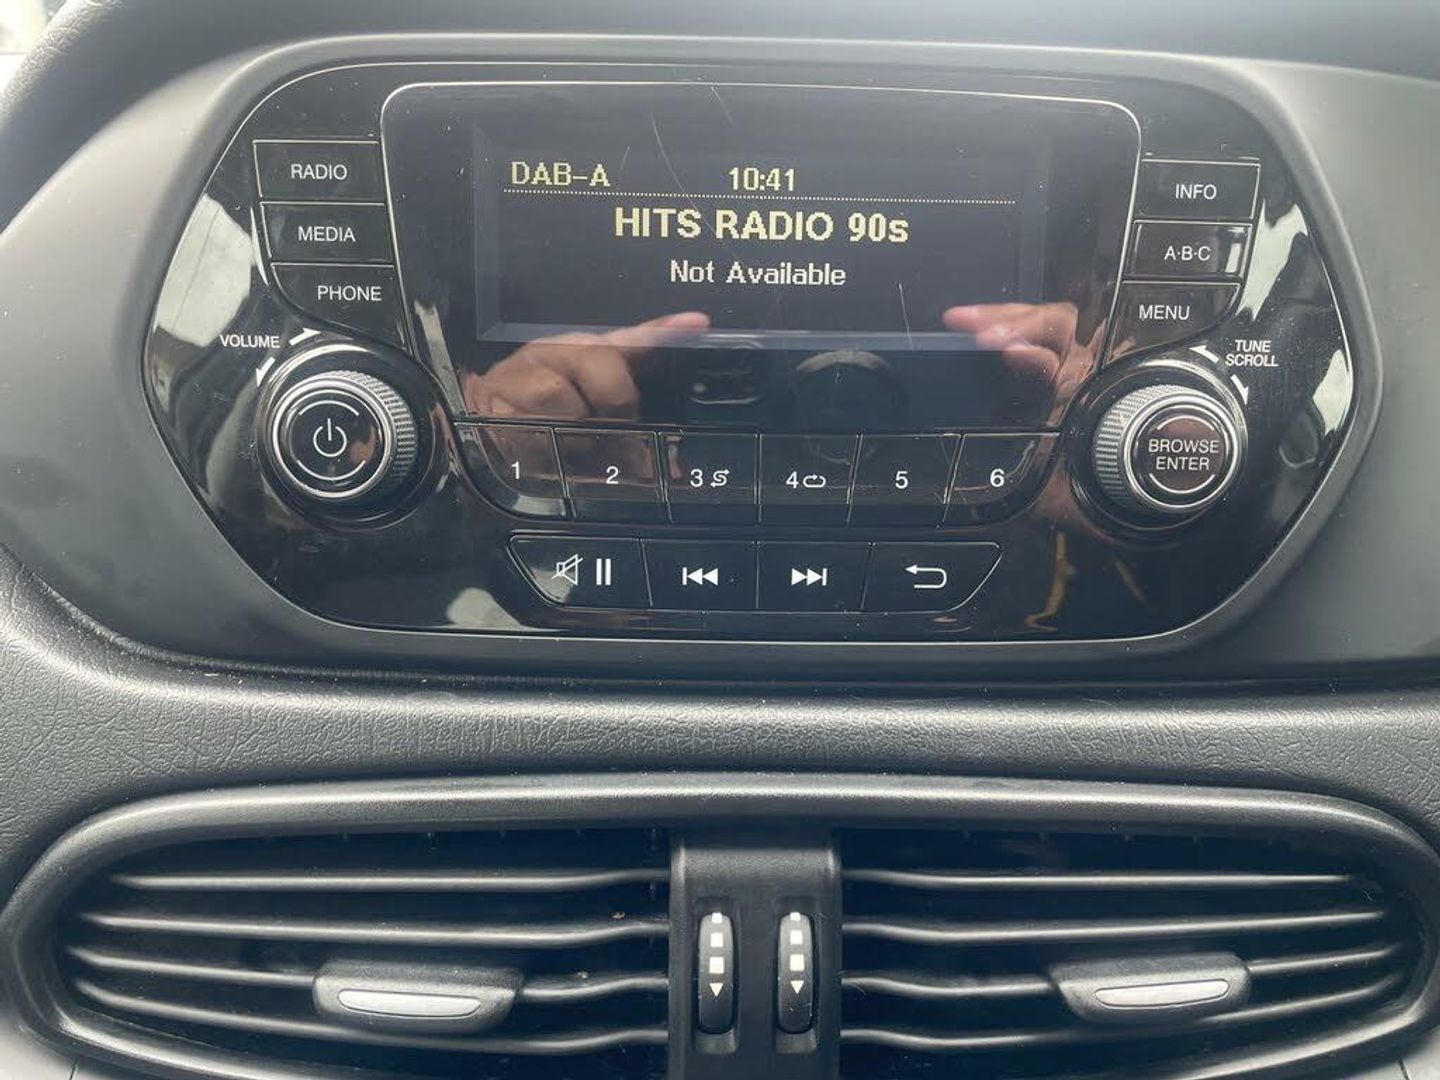 DAB-A 10:41
HITS RADIO 90s
Not Available
RADIO
MEDIA
PHONE
VOLUME
INFO
A·B·C
MENU
TUNE
SCROLL
BROWSE
ENTER
1 2 3 4 5 6